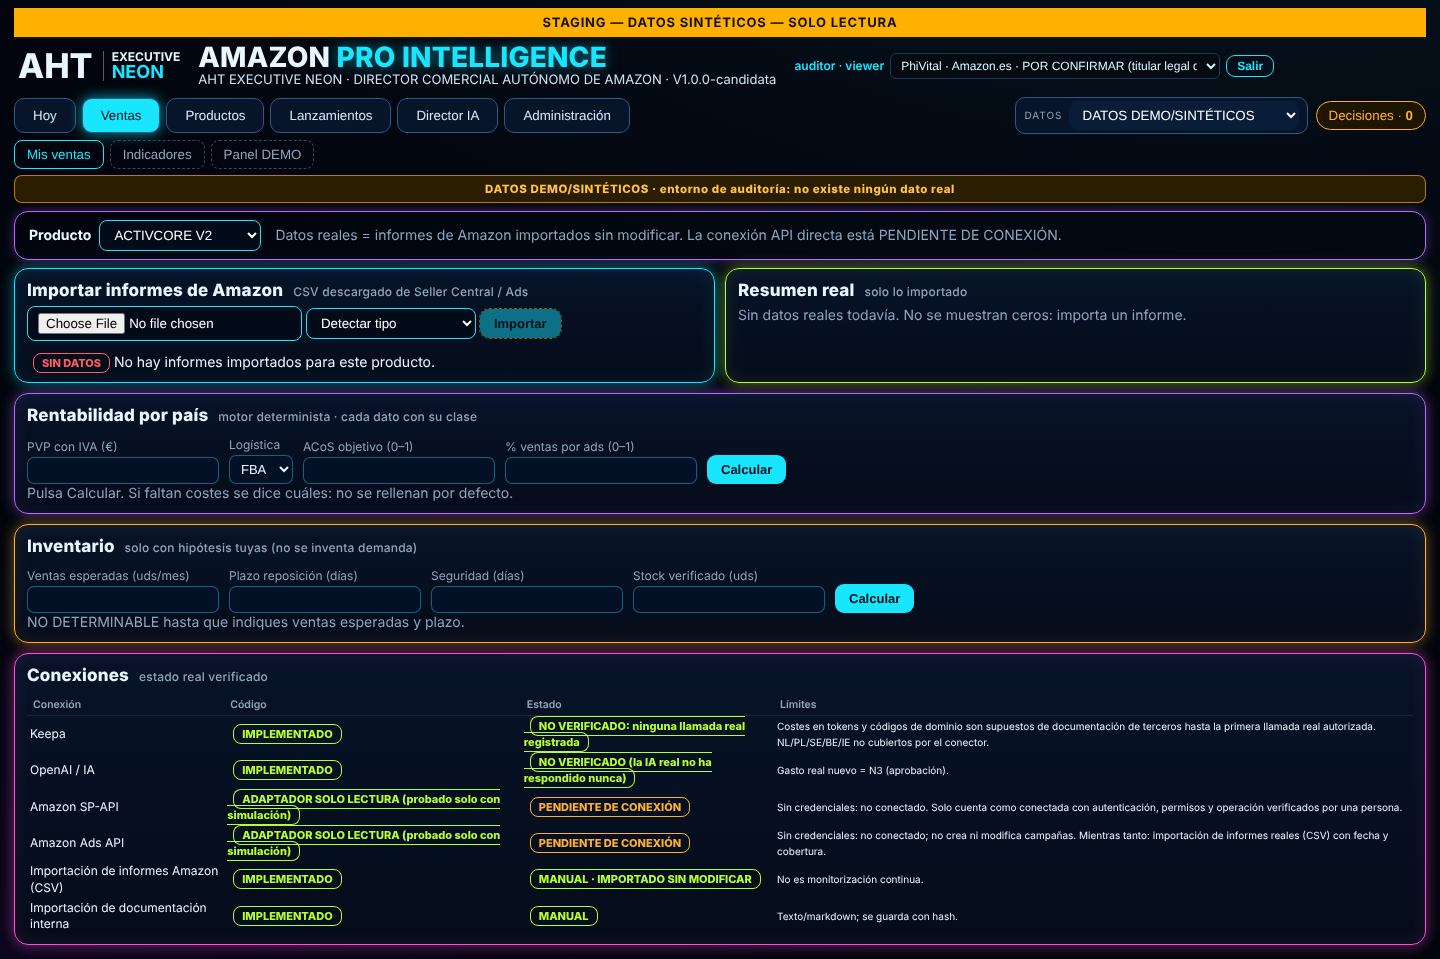 STAGING — DATOS SINTÉTICOS — SOLO LECTURA
AHT EXECUTIVE NEON
AMAZON PRO INTELLIGENCE
AHT EXECUTIVE NEON · DIRECTOR COMERCIAL AUTÓNOMO DE AMAZON · V1.0.0-candidata
auditor · viewer
PhiVital · Amazon.es · POR CONFIRMAR (titular legal c
Salir
Hoy
Ventas
Productos
Lanzamientos
Director IA
Administración
DATOS
DATOS DEMO/SINTÉTICOS
Decisiones · 0
Mis ventas
Indicadores
Panel DEMO
DATOS DEMO/SINTÉTICOS · entorno de auditoría: no existe ningún dato real
Producto
ACTIVCORE V2
Datos reales = informes de Amazon importados sin modificar. La conexión API directa está PENDIENTE DE CONEXIÓN.
Importar informes de Amazon CSV descargado de Seller Central / Ads
Choose File No file chosen
Detectar tipo
Importar
SIN DATOS No hay informes importados para este producto.
Resumen real solo lo importado
Sin datos reales todavía. No se muestran ceros: importa un informe.
Rentabilidad por país motor determinista · cada dato con su clase
PVP con IVA (€)
Logística
ACoS objetivo (0–1)
% ventas por ads (0–1)
FBA
Calcular
Pulsa Calcular. Si faltan costes se dice cuáles: no se rellenan por defecto.
Inventario solo con hipótesis tuyas (no se inventa demanda)
Ventas esperadas (uds/mes)
Plazo reposición (días)
Seguridad (días)
Stock verificado (uds)
Calcular
NO DETERMINABLE hasta que indiques ventas esperadas y plazo.
Conexiones estado real verificado
Conexión
Código
Estado
Límites
Keepa
IMPLEMENTADO
NO VERIFICADO: ninguna llamada real
registrada
Costes en tokens y códigos de dominio son supuestos de documentación de terceros hasta la primera llamada real autorizada.
NL/PL/SE/BE/IE no cubiertos por el conector.
OpenAI / IA
IMPLEMENTADO
NO VERIFICADO (la IA real no ha
respondido nunca)
Gasto real nuevo = N3 (aprobación).
Amazon SP-API
ADAPTADOR SOLO LECTURA (probado solo con
simulación)
PENDIENTE DE CONEXIÓN
Sin credenciales: no conectado. Solo cuenta como conectada con autenticación, permisos y operación verificados por una persona.
Amazon Ads API
ADAPTADOR SOLO LECTURA (probado solo con
simulación)
PENDIENTE DE CONEXIÓN
Sin credenciales: no conectado; no crea ni modifica campañas. Mientras tanto: importación de informes reales (CSV) con fecha y
cobertura.
Importación de informes Amazon
(CSV)
IMPLEMENTADO
MANUAL · IMPORTADO SIN MODIFICAR
No es monitorización continua.
Importación de documentación
interna
IMPLEMENTADO
MANUAL
Texto/markdown; se guarda con hash.